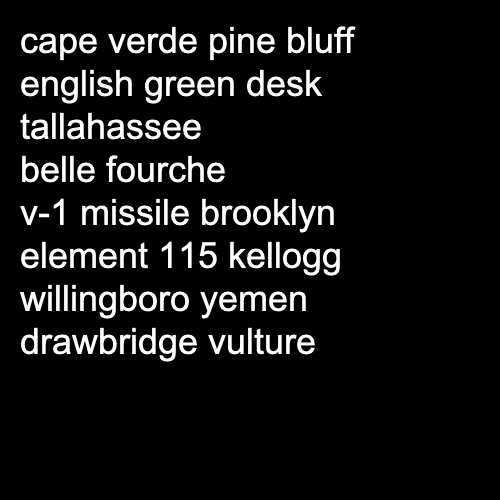 cape verde pine bluff
english green desk
tallahassee
belle fourche
v-1 missile brooklyn
element 115 kellogg
willingboro yemen
drawbridge vulture